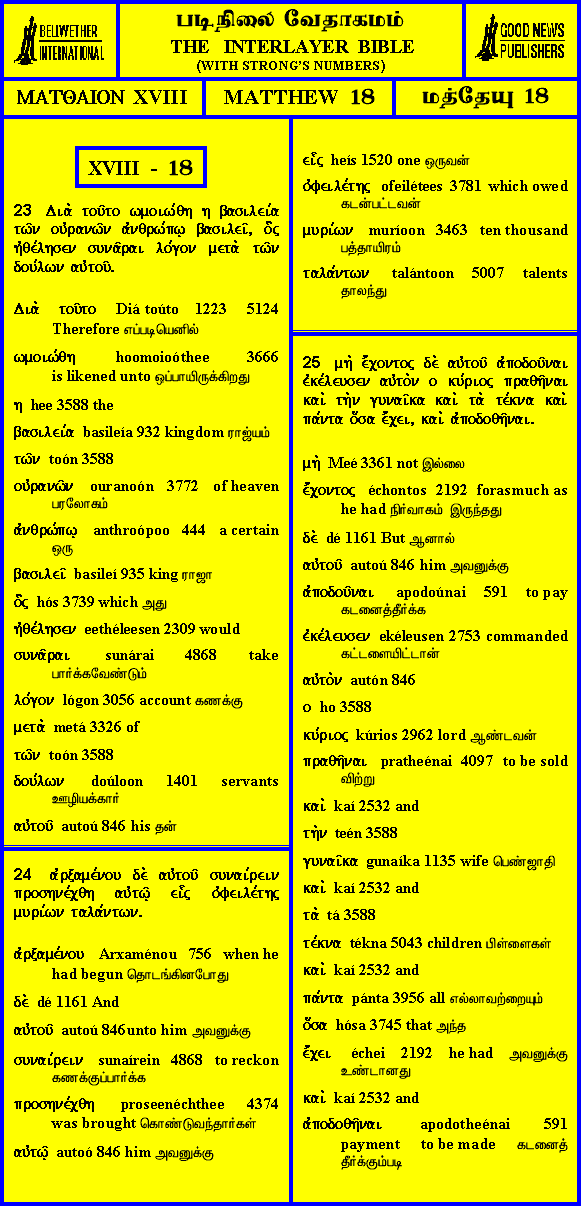 BELLWETHER
INTERNATIONAL
படிநிலை வேதாகமம்
THE INTERLAYER BIBLE
(WITH STRONG'S NUMBERS)
GOOD NEWS
PUBLISHERS
ΜΑΤΘΑΙΟΝ XVIII
MATTHEW 18
மத்தேயு 18
XVIII - 18
23 Διὰ τοῦτο ωμοιώθη η βασιλεία
τῶν οὐρανῶν ἀνθρώπῳ βασιλεῖ, ὃς
ἠθέλησεν συνᾶραι λόγον μετὰ τῶν
δούλων αὐτοῦ.
Διὰ τοῦτο Diá toúto 1223 5124
Therefore எப்படியெனில்
ωμοιώθη hoomoioóthee 3666
is likened unto ஒப்பாயிருக்கிறது
η hee 3588 the
βασιλεία basileía 932 kingdom ராஜ்யம்
τῶν toón 3588
οὐρανῶν ouranoón 3772 of heaven
பரலோகம்
ἀνθρώπῳ anthroópoo 444 a certain
ஒரு
βασιλεῖ basileí 935 king ராஜா
ὃς hós 3739 which அது
ἠθέλησεν eethéleesen 2309 would
συνᾶραι sunárai 4868 take
பார்க்கவேண்டும்
λόγον lógon 3056 account கணக்கு
μετὰ metá 3326 of
τῶν toón 3588
δούλων doúloon 1401 servants
ஊழியக்கார்
αὐτοῦ autoú 846 his தன்
24 ἀρξαμένου δὲ αὐτοῦ συναίρειν
προσηνέχθη αὐτῷ εἷς ὀφειλέτης
μυρίων ταλάντων.
ἀρξαμένου Arxaménou 756 when he
had begun தொடங்கினபோது
δὲ dé 1161 And
αὐτοῦ autoú 846 unto him அவனுக்கு
συναίρειν sunaírein 4868 to reckon
கணக்குப்பார்க்க
προσηνέχθη proseenéchthee 4374
was brought கொண்டுவந்தார்கள்
αὐτῷ autoó 846 him அவனுக்கு
εἷς heís 1520 one ஒருவன்
ὀφειλέτης ofeilétees 3781 which owed
கடன்பட்டவன்
μυρίων muríoon 3463 ten thousand
பத்தாயிரம்
ταλάντων talántoon 5007 talents
தாலந்து
25 μὴ ἔχοντος δὲ αὐτοῦ ἀποδοῦναι
ἐκέλευσεν αὐτὸν ο κύριος πραθῆναι
καὶ τὴν γυναῖκα καὶ τὰ τέκνα καὶ
πάντα ὅσα ἔχει, καὶ ἀποδοθῆναι.
μὴ Meé 3361 not இல்லை
ἔχοντος échontos 2192 forasmuch as
he had நிர்வாகம் இருந்தது
δὲ dé 1161 But ஆனால்
αὐτοῦ autoú 846 him அவனுக்கு
ἀποδοῦναι apodoúnai 591 to pay
கடனைத்தீர்க்க
ἐκέλευσεν ekéleusen 2753 commanded
கட்டளையிட்டான்
αὐτὸν autón 846
ο ho 3588
κύριος kúrios 2962 lord ஆண்டவன்
πραθῆναι pratheénai 4097 to be sold
விற்று
καὶ kaí 2532 and
τὴν teén 3588
γυναῖκα gunaíka 1135 wife பெண்ஜாதி
καὶ kaí 2532 and
τὰ tá 3588
τέκνα tékna 5043 children பிள்ளைகள்
καὶ kaí 2532 and
πάντα pánta 3956 all எல்லாவற்றையும்
ὅσα hósa 3745 that அந்த
ἔχει échei 2192 he had அவனுக்கு
உண்டானது
καὶ kaí 2532 and
ἀποδοθῆναι apodotheénai 591
payment to be made கடனைத்
தீர்க்கும்படி